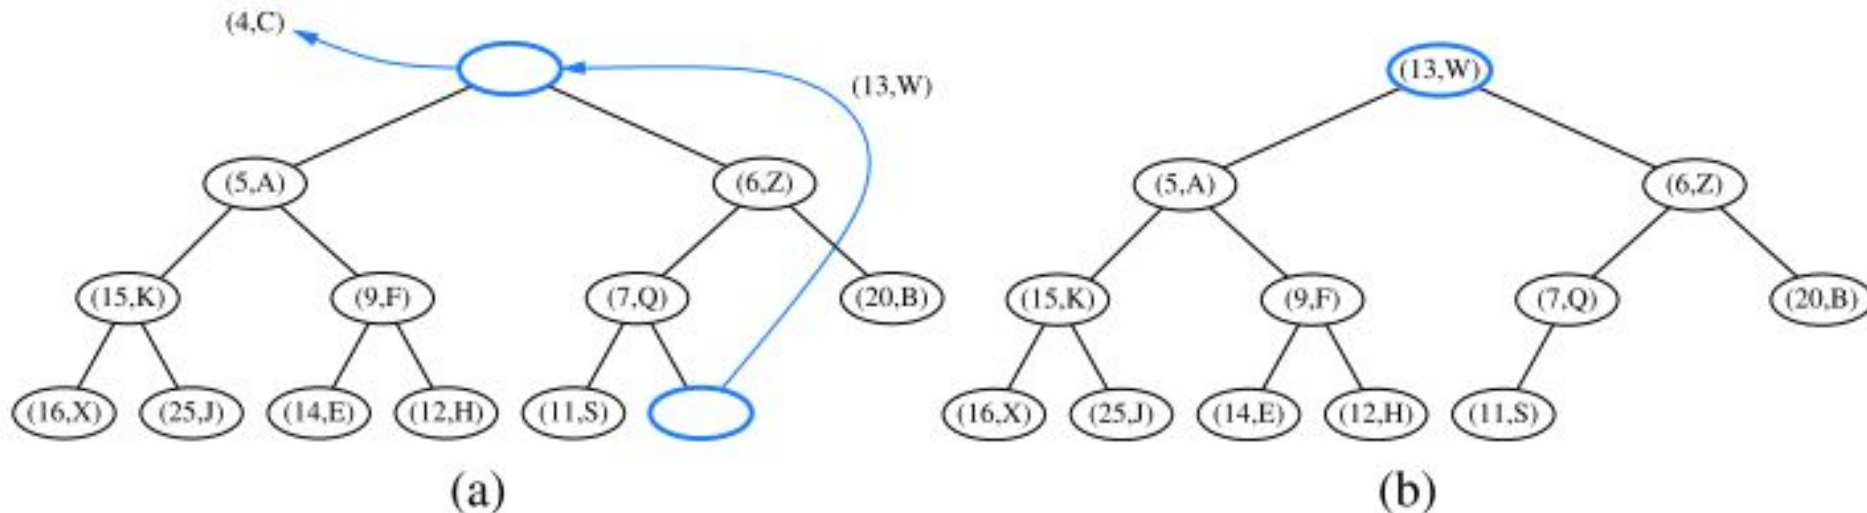 (4,C)
(13,W)
(5,A) (6,Z)
(15,K) (9,F) (7,Q) (20,B)
(16,X) (25,J) (14,E) (12,H) (11,S)
(a)
(13,W)
(5,A) (6,Z)
(15,K) (9,F) (7,Q) (20,B)
(16,X) (25,J) (14,E) (12,H) (11,S)
(b)